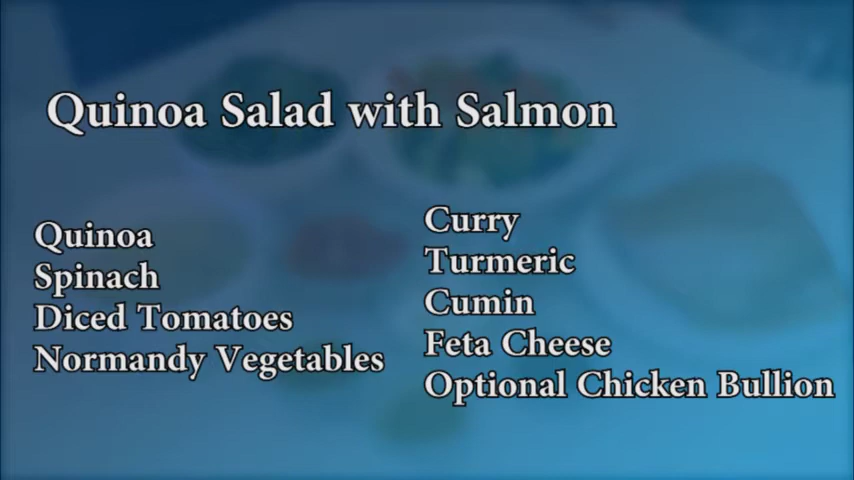 Quinoa Salad with Salmon
Quinoa
Spinach
Diced Tomatoes
Normandy Vegetables
Curry
Turmeric
Cumin
Feta Cheese
Optional Chicken Bullion